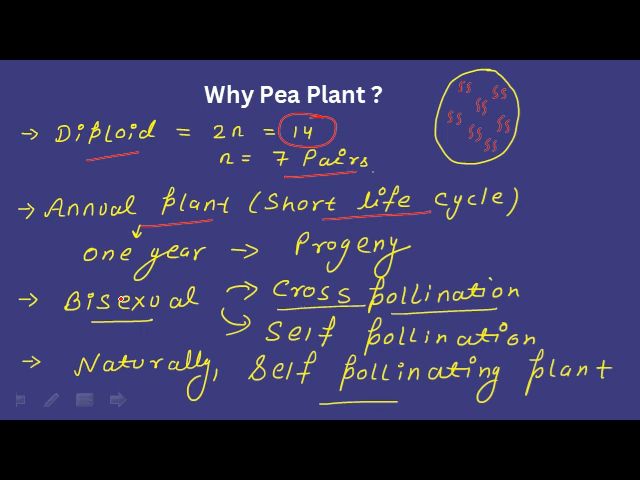 Why Pea Plant ?
→ Diploid = 2n = 14
n = 7 Pairs
→ Annual plant (Short life cycle)
one year → Progeny
→ Bisexual → Cross pollination
→ Self pollination
→ Naturally, Self pollinating plant